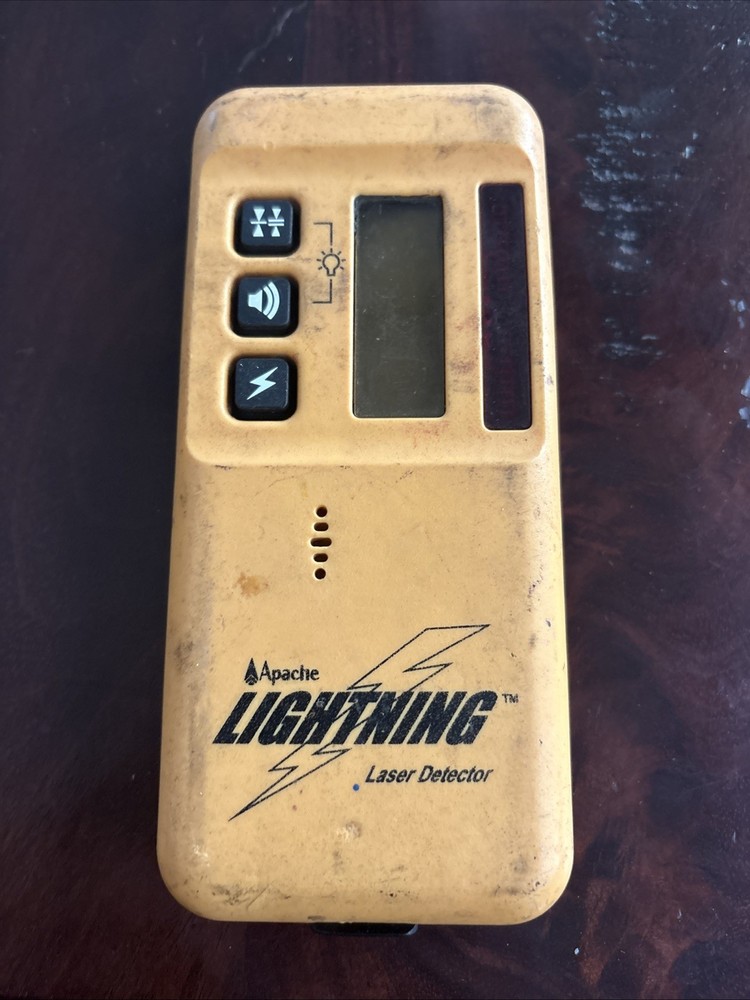 Apache
LIGHTNING™
Laser Detector